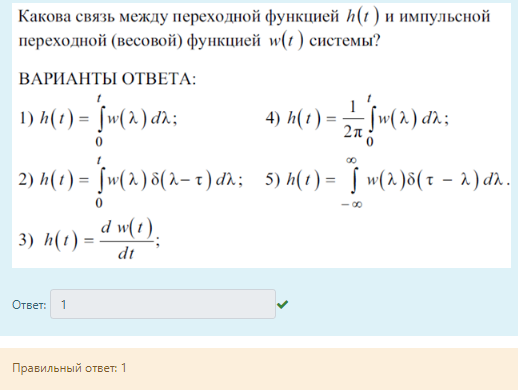 Какова связь между переходной функцией h(t) и импульсной
переходной (весовой) функцией w(t) системы?
ВАРИАНТЫ ОТВЕТА:
1) h(t) = ∫₀ᵗ w(λ) dλ;
4) h(t) = 1/2π ∫₀ᵗ w(λ) dλ;
2) h(t) = ∫₀ᵗ w(λ) δ(λ− τ) dλ;
5) h(t) = ∫₋∞^∞ w(λ)δ(τ − λ) dλ.
3) h(t) = d w(t)/dt;
Ответ: 1
Правильный ответ: 1